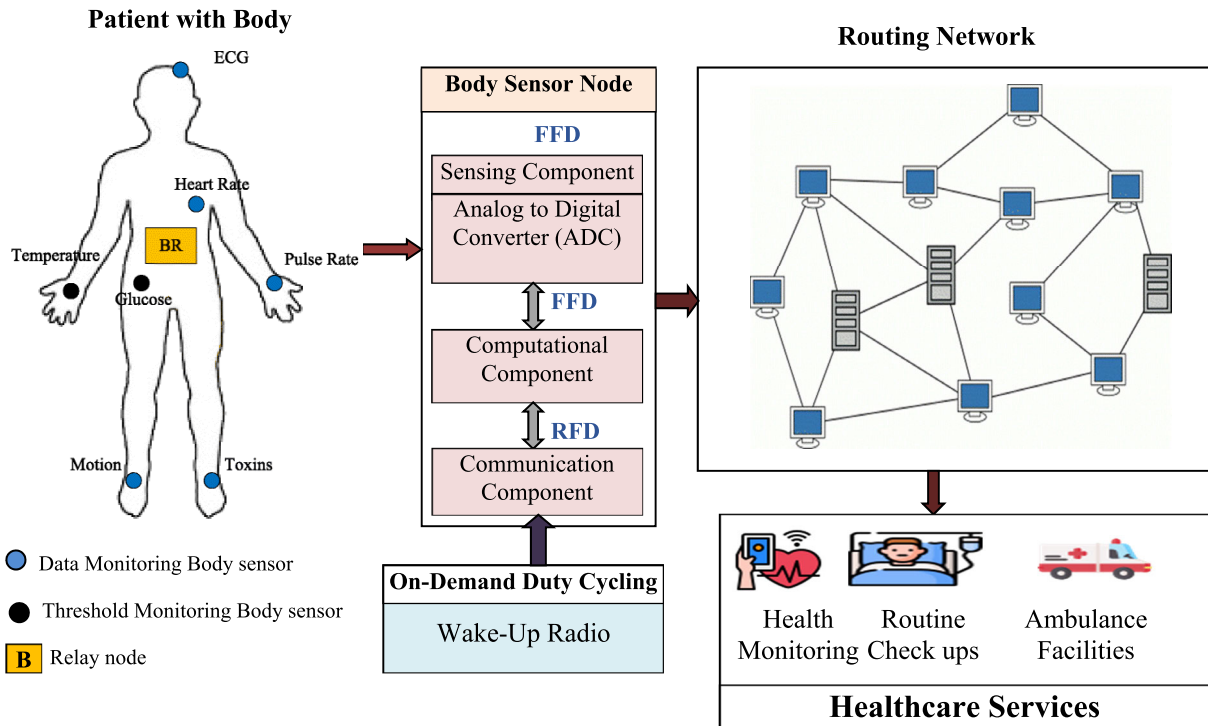 Patient with Body
ECG
Heart Rate
BR
Temperature
Glucose
Pulse Rate
Motion
Toxins
Data Monitoring Body sensor
Threshold Monitoring Body sensor
B
Relay node
Body Sensor Node
FFD
Sensing Component
Analog to Digital
Converter (ADC)
FFD
Computational
Component
RFD
Communication
Component
On-Demand Duty Cycling
Wake-Up Radio
Routing Network
Health
Monitoring
Routine
Check ups
Ambulance
Facilities
Healthcare Services